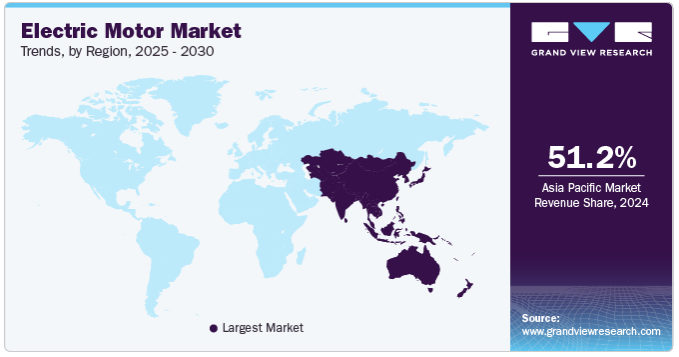 Electric Motor Market
Trends, by Region, 2025 - 2030
Largest Market
GRAND VIEW RESEARCH
51.2%
Asia Pacific Market
Revenue Share, 2024
Source:
www.grandviewresearch.com